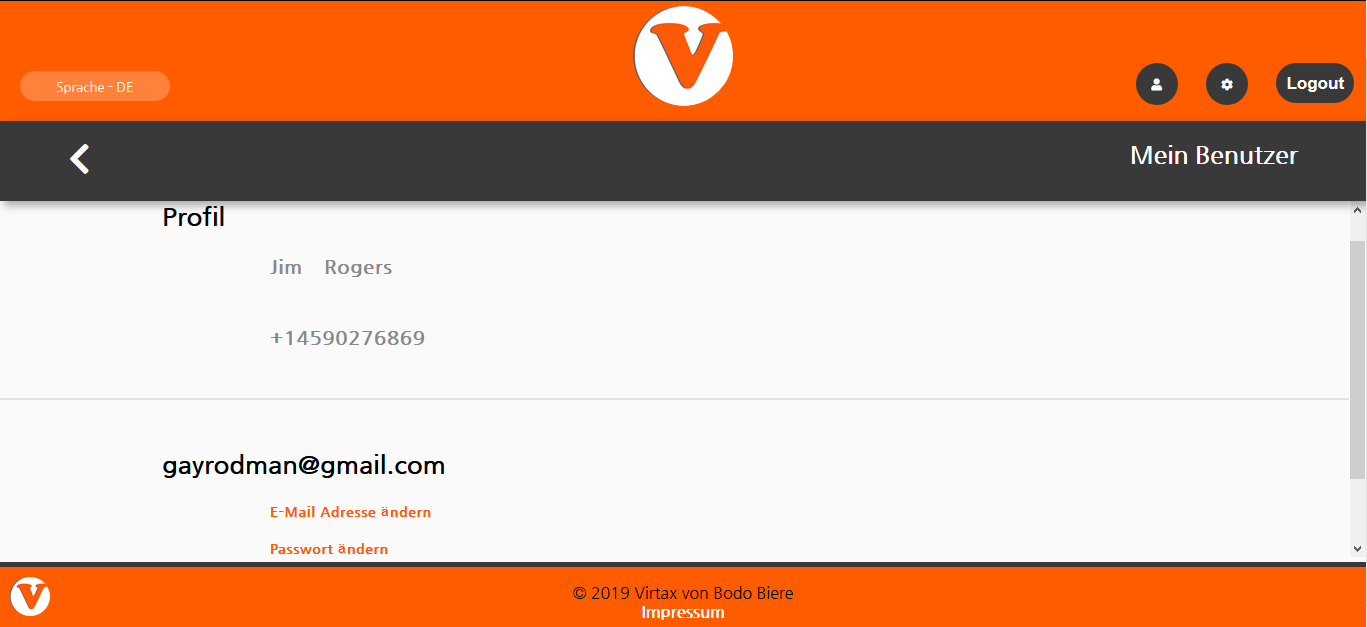 Sprache - DE
Logout
Mein Benutzer
Profil
Jim Rogers
+14590276869
gayrodman@gmail.com
E-Mail Adresse ändern
Passwort ändern
© 2019 Virtax von Bodo Biere
Impressum